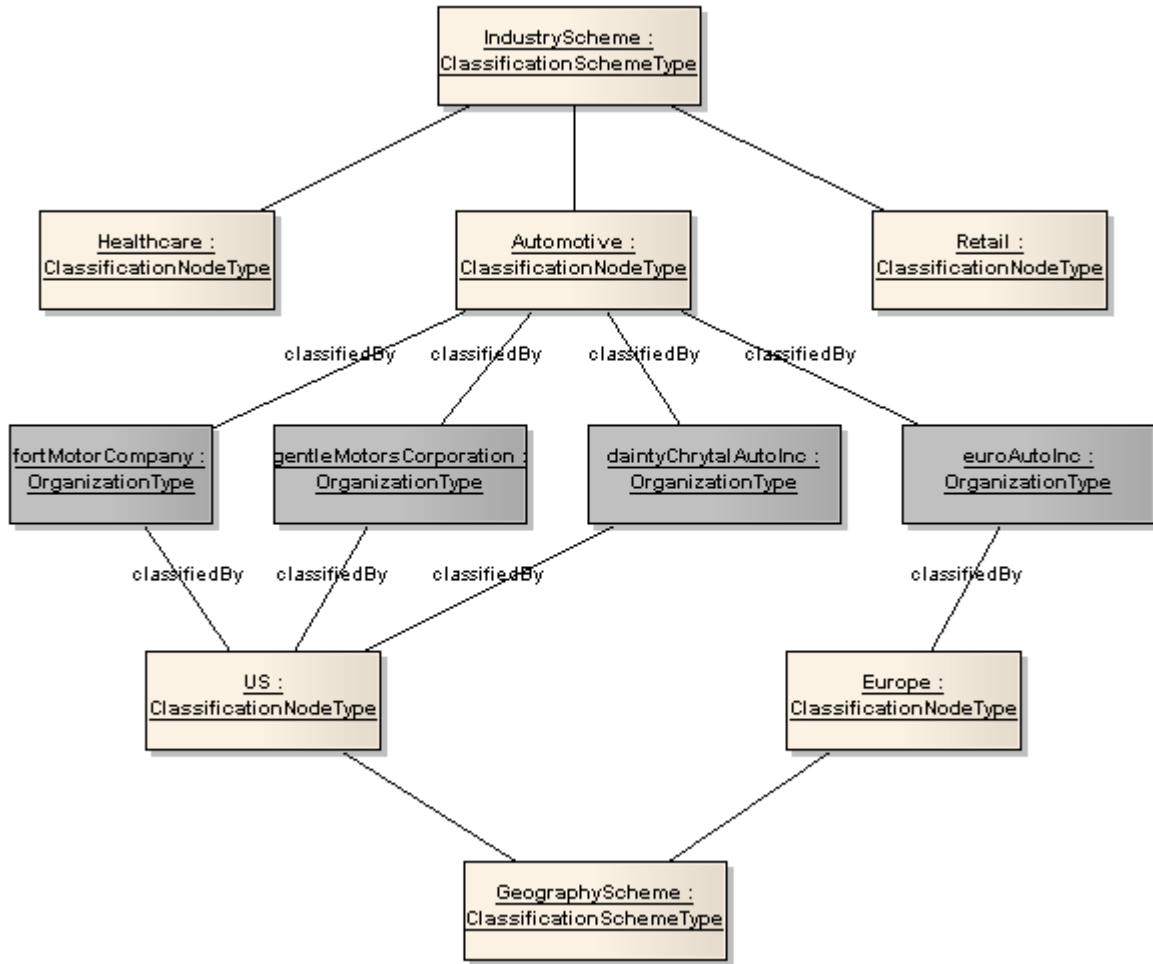 IndustryScheme :
ClassificationSchemeType
Healthcare :
ClassificationNodeType
Automotive :
ClassificationNodeType
Retail :
ClassificationNodeType
classifiedBy
classifiedBy
classifiedBy
classifiedBy
fortMotorCompany :
OrganizationType
gentleMotorsCorporation :
OrganizationType
daintyChrytalAutoInc :
OrganizationType
euroAutoInc :
OrganizationType
classifiedBy
classifiedBy
classifiedBy
classifiedBy
US :
ClassificationNodeType
Europe :
ClassificationNodeType
GeographyScheme :
ClassificationSchemeType